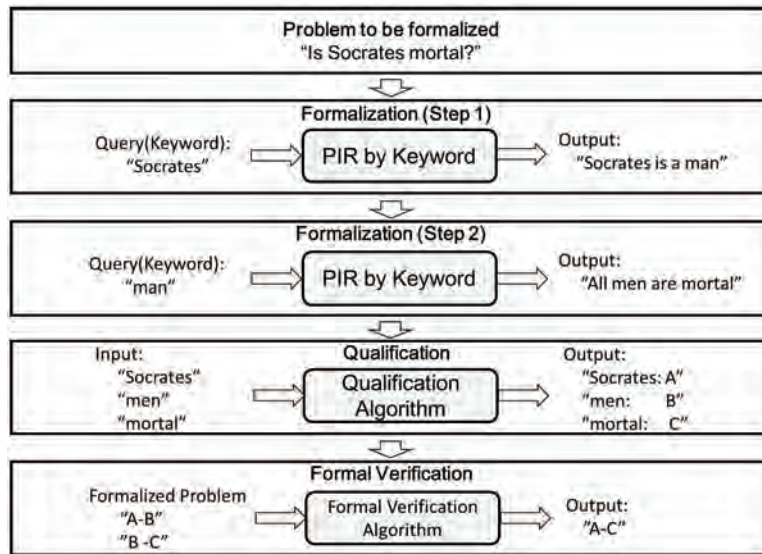 Problem to be formalized
“Is Socrates mortal?”
Formalization (Step 1)
Query(Keyword):
“Socrates”
PIR by Keyword
Output:
“Socrates is a man”
Formalization (Step 2)
Query(Keyword):
“man”
PIR by Keyword
Output:
“All men are mortal”
Qualification
Input:
“Socrates”
“men”
“mortal”
Qualification
Algorithm
Output:
“Socrates: A”
“men: B”
“mortal: C”
Formal Verification
Formalized Problem
“A-B”
“B -C”
Formal Verification
Algorithm
Output:
“A-C”